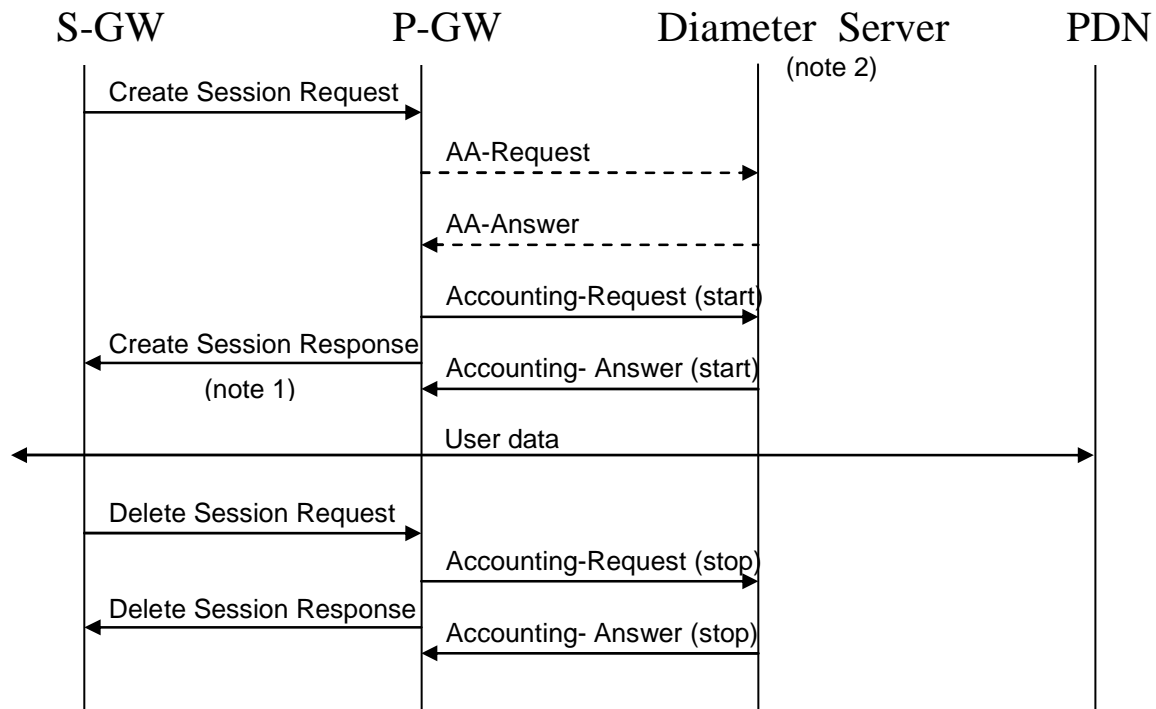 S-GW P-GW Diameter Server PDN
(note 2)
Create Session Request
AA-Request
AA-Answer
Accounting-Request (start)
Create Session Response
Accounting- Answer (start)
(note 1)
User data
Delete Session Request
Accounting-Request (stop)
Delete Session Response
Accounting- Answer (stop)